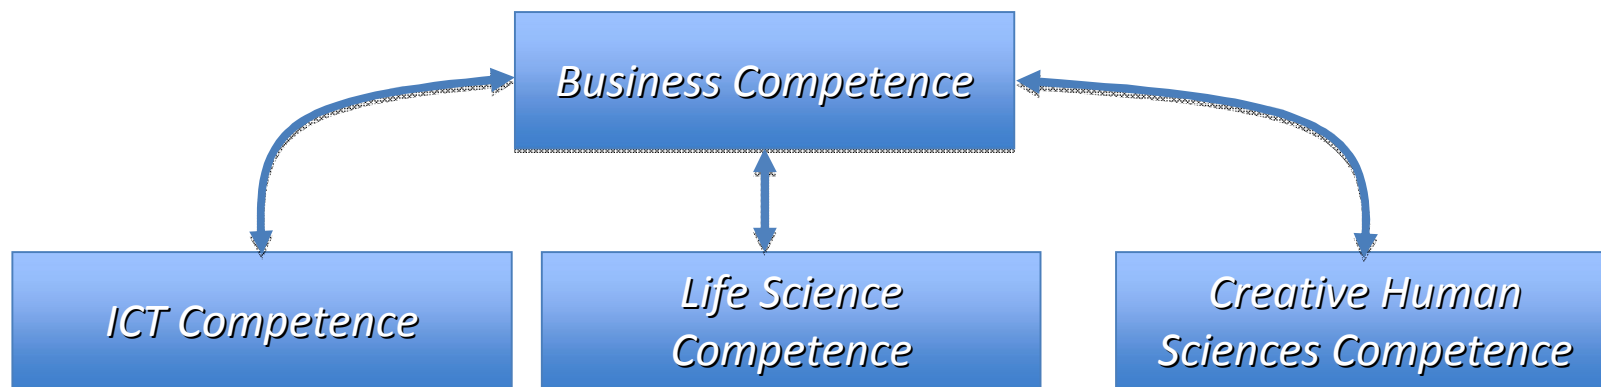 Business Competence
ICT Competence
Life Science
Competence
Creative Human
Sciences Competence